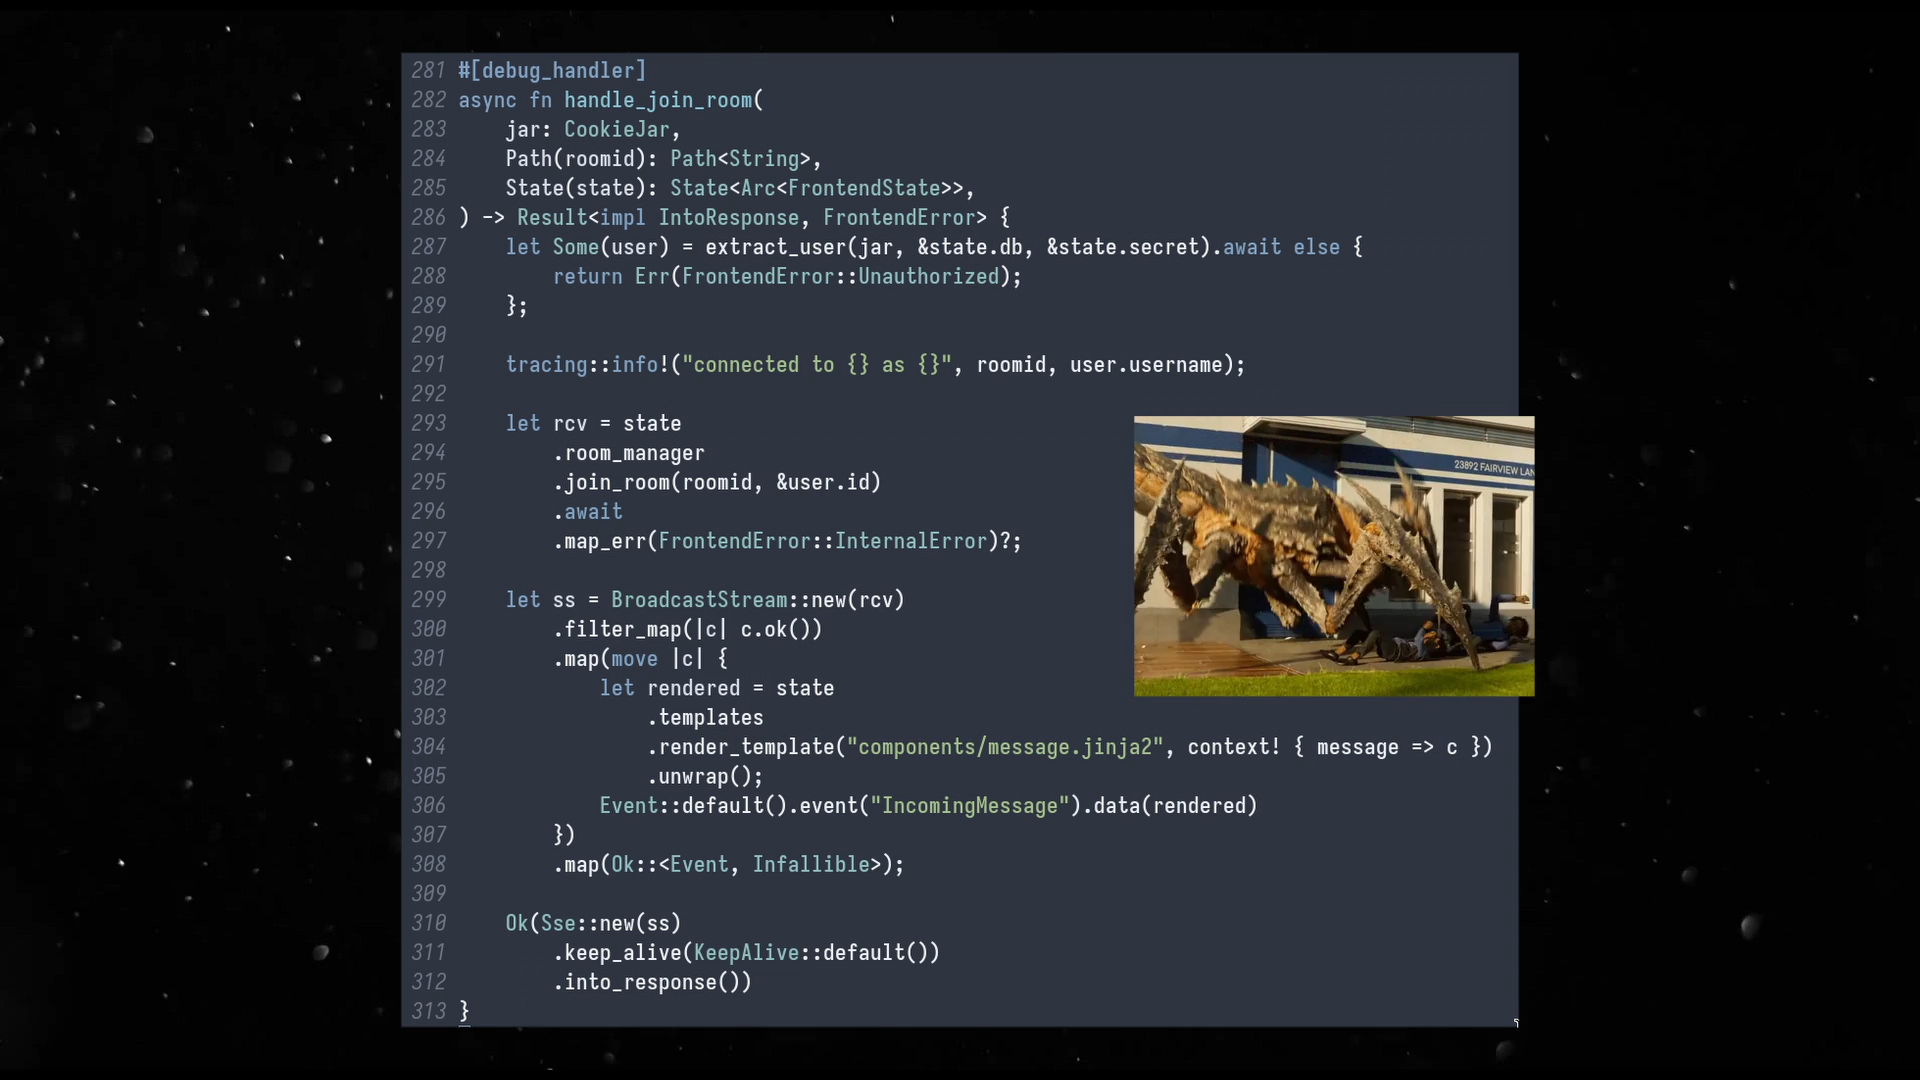 281 #[debug_handler]
282 async fn handle_join_room(
283     jar: CookieJar,
284     Path(roomid): Path<String>,
285     State(state): State<Arc<FrontendState>>,
286 ) -> Result<impl IntoResponse, FrontendError> {
287     let Some(user) = extract_user(jar, &state.db, &state.secret).await else {
288         return Err(FrontendError::Unauthorized);
289     };
290
291     tracing::info!("connected to {} as {}", roomid, user.username);
292
293     let rcv = state
294         .room_manager
295         .join_room(roomid, &user.id)
296         .await
297         .map_err(FrontendError::InternalError)?;
298
299     let ss = BroadcastStream::new(rcv)
300         .filter_map(|c| c.ok())
301         .map(move |c| {
302             let rendered = state
303                 .templates
304                 .render_template("components/message.jinja2", context! { message => c })
305                 .unwrap();
306             Event::default().event("IncomingMessage").data(rendered)
307         })
308         .map(Ok::<Event, Infallible>);
309
310     Ok(Sse::new(ss)
311         .keep_alive(KeepAlive::default())
312         .into_response())
313 }
23892 FAIRVIEW LAN